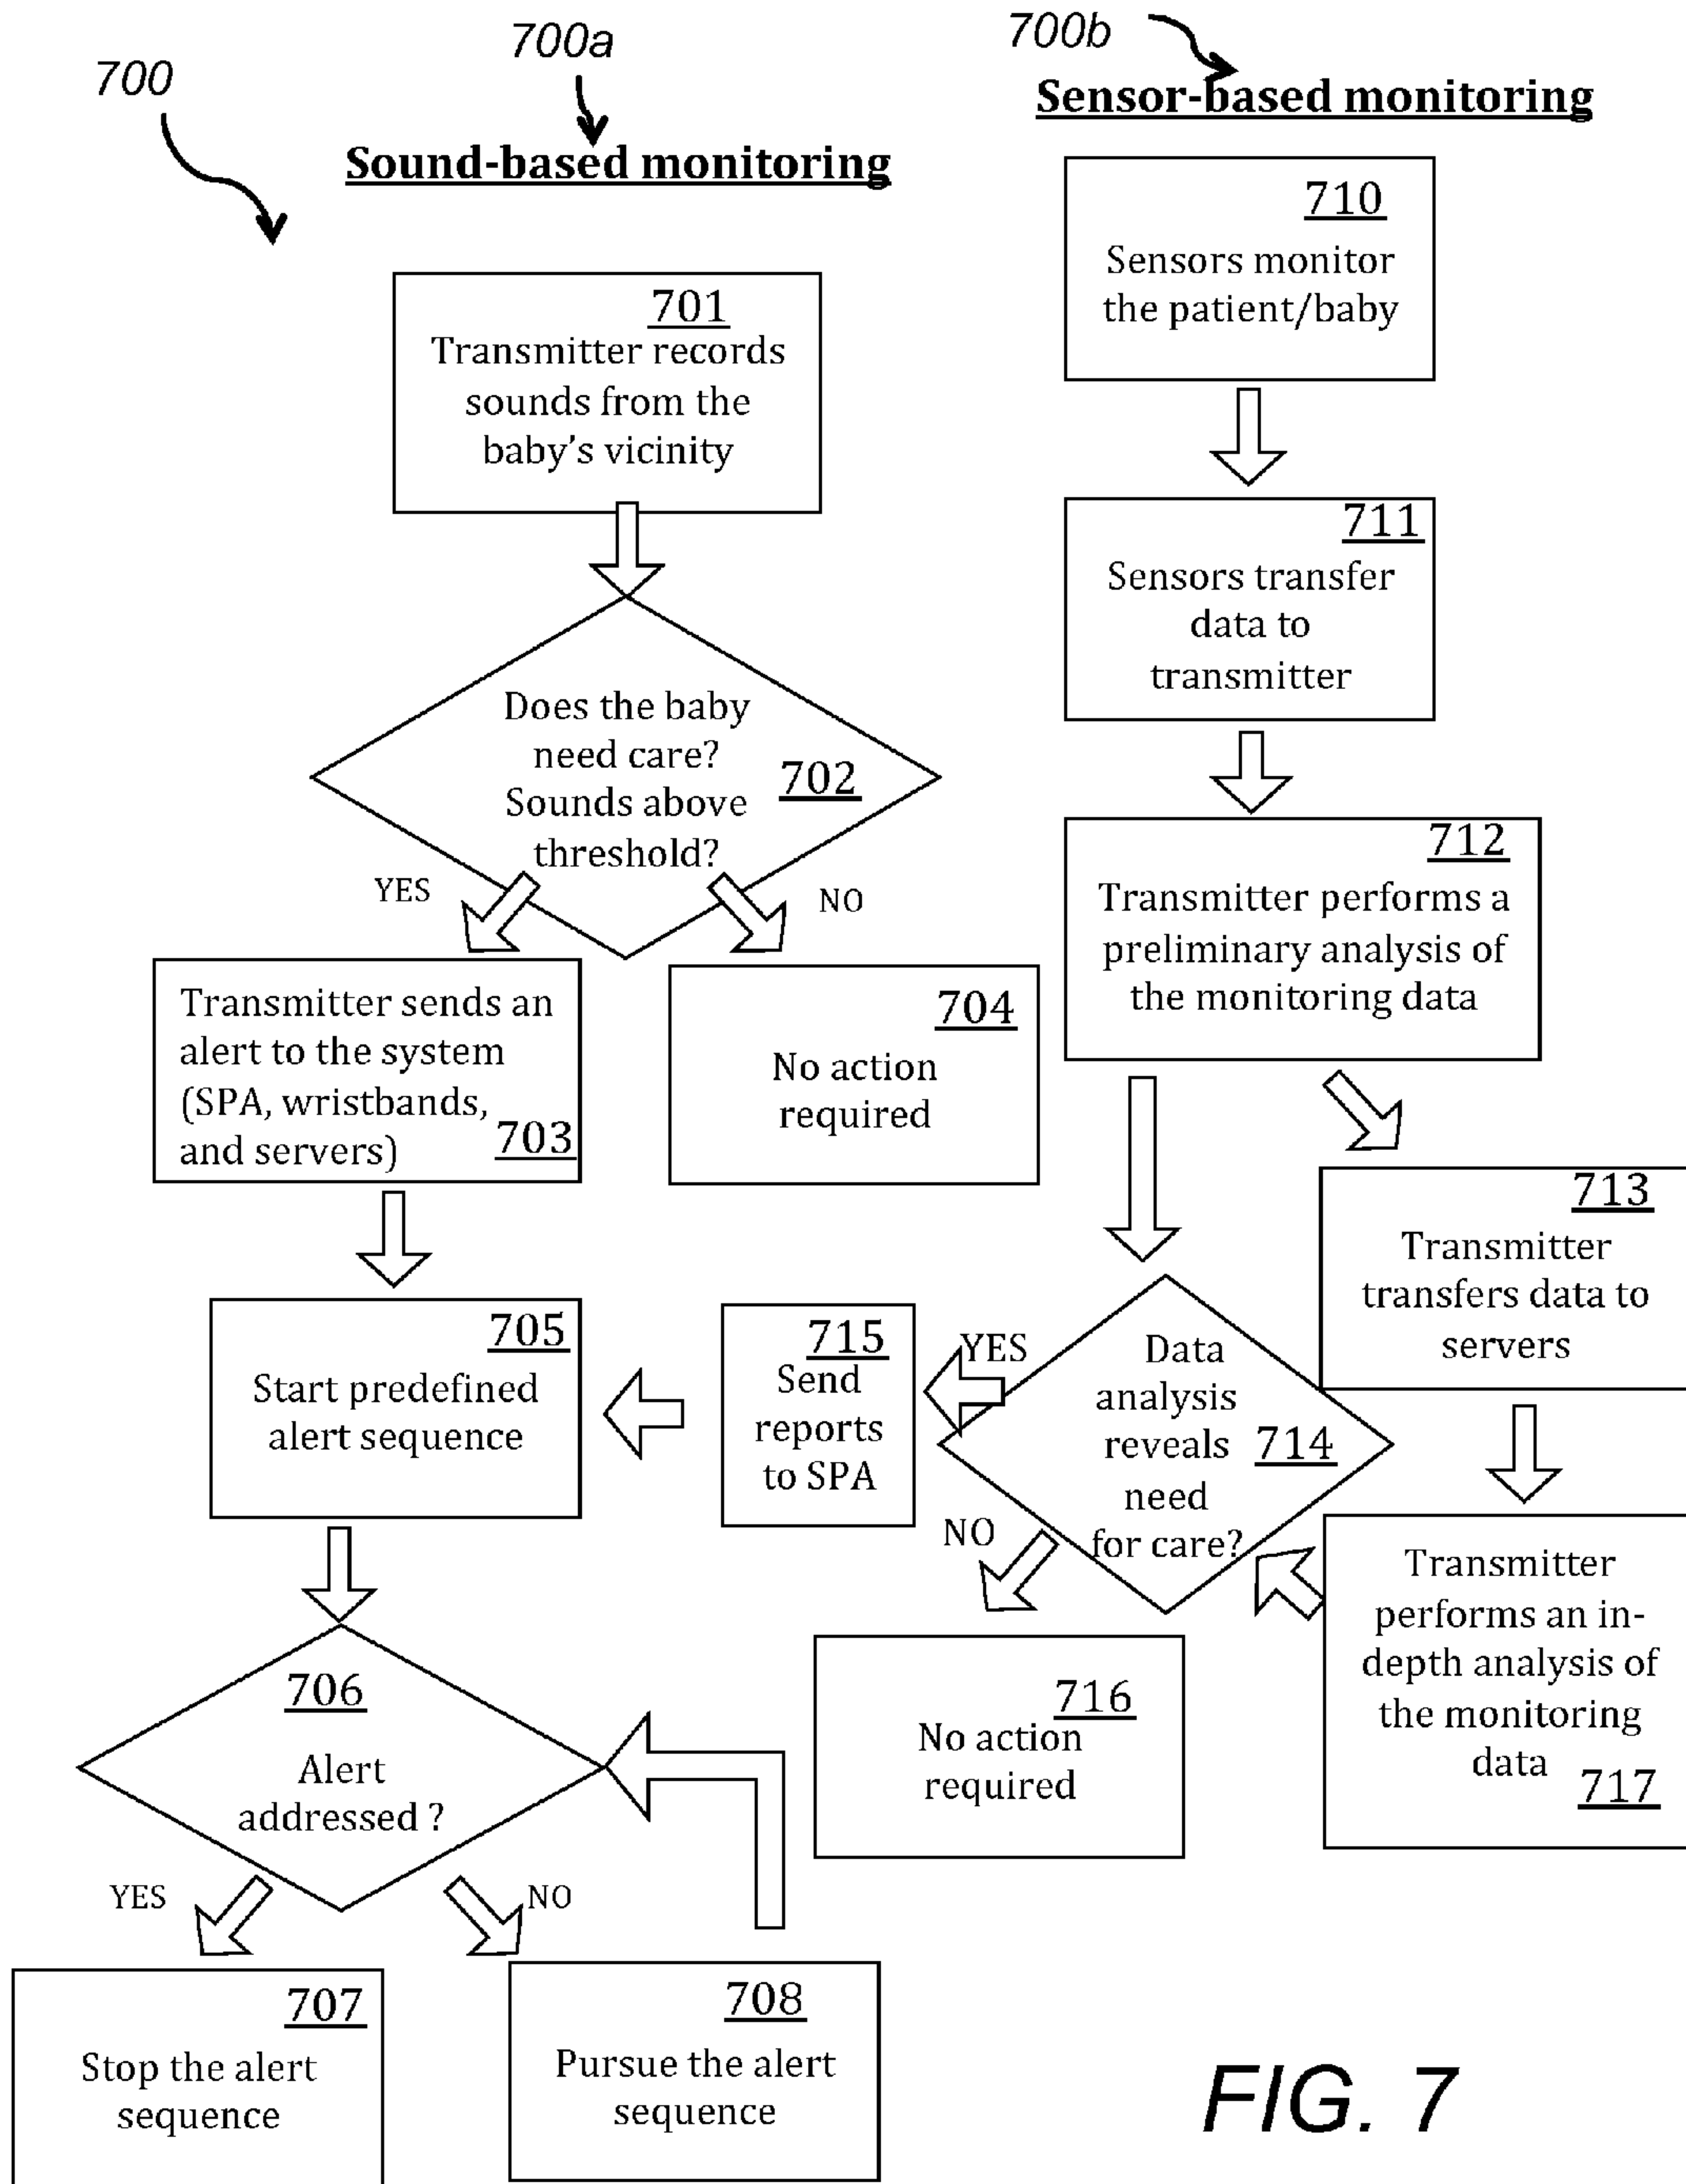 700
700a
Sound-based monitoring
701
Transmitter records
sounds from the
baby's vicinity
Does the baby
need care?
702
Sounds above
threshold?
YES
NO
Transmitter sends an
alert to the system
(SPA, wristbands,
and servers)
703
704
No action
required
705
Start predefined
alert sequence
706
Alert
addressed ?
YES
NO
707
Stop the alert
sequence
708
Pursue the alert
sequence
700b
Sensor-based monitoring
710
Sensors monitor
the patient/baby
711
Sensors transfer
data to
transmitter
712
Transmitter performs a
preliminary analysis of
the monitoring data
713
Transmitter
transfers data to
servers
Data
analysis
reveals
714
need
for care?
YES
NO
715
Send
reports
to SPA
716
No action
required
Transmitter
performs an in-
depth analysis of
the monitoring
data
717
FIG. 7